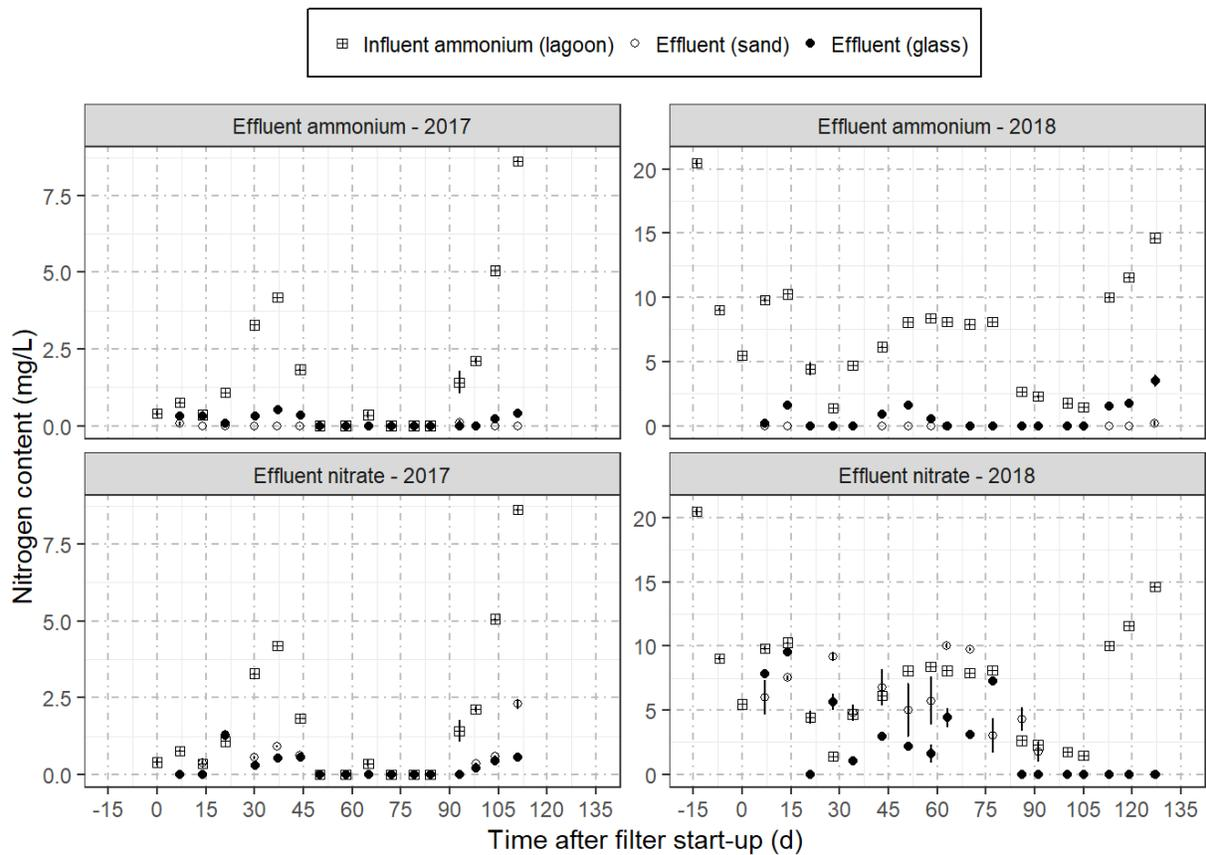 Influent ammonium (lagoon) Effluent (sand) Effluent (glass)
Effluent ammonium - 2017
Effluent ammonium - 2018
7.5
5.0
2.5
0.0
20
15
10
5
0
Effluent nitrate - 2017
Effluent nitrate - 2018
7.5
5.0
2.5
0.0
20
15
10
5
0
Nitrogen content (mg/L)
-15 0 15 30 45 60 75 90 105 120 135
-15 0 15 30 45 60 75 90 105 120 135
Time after filter start-up (d)